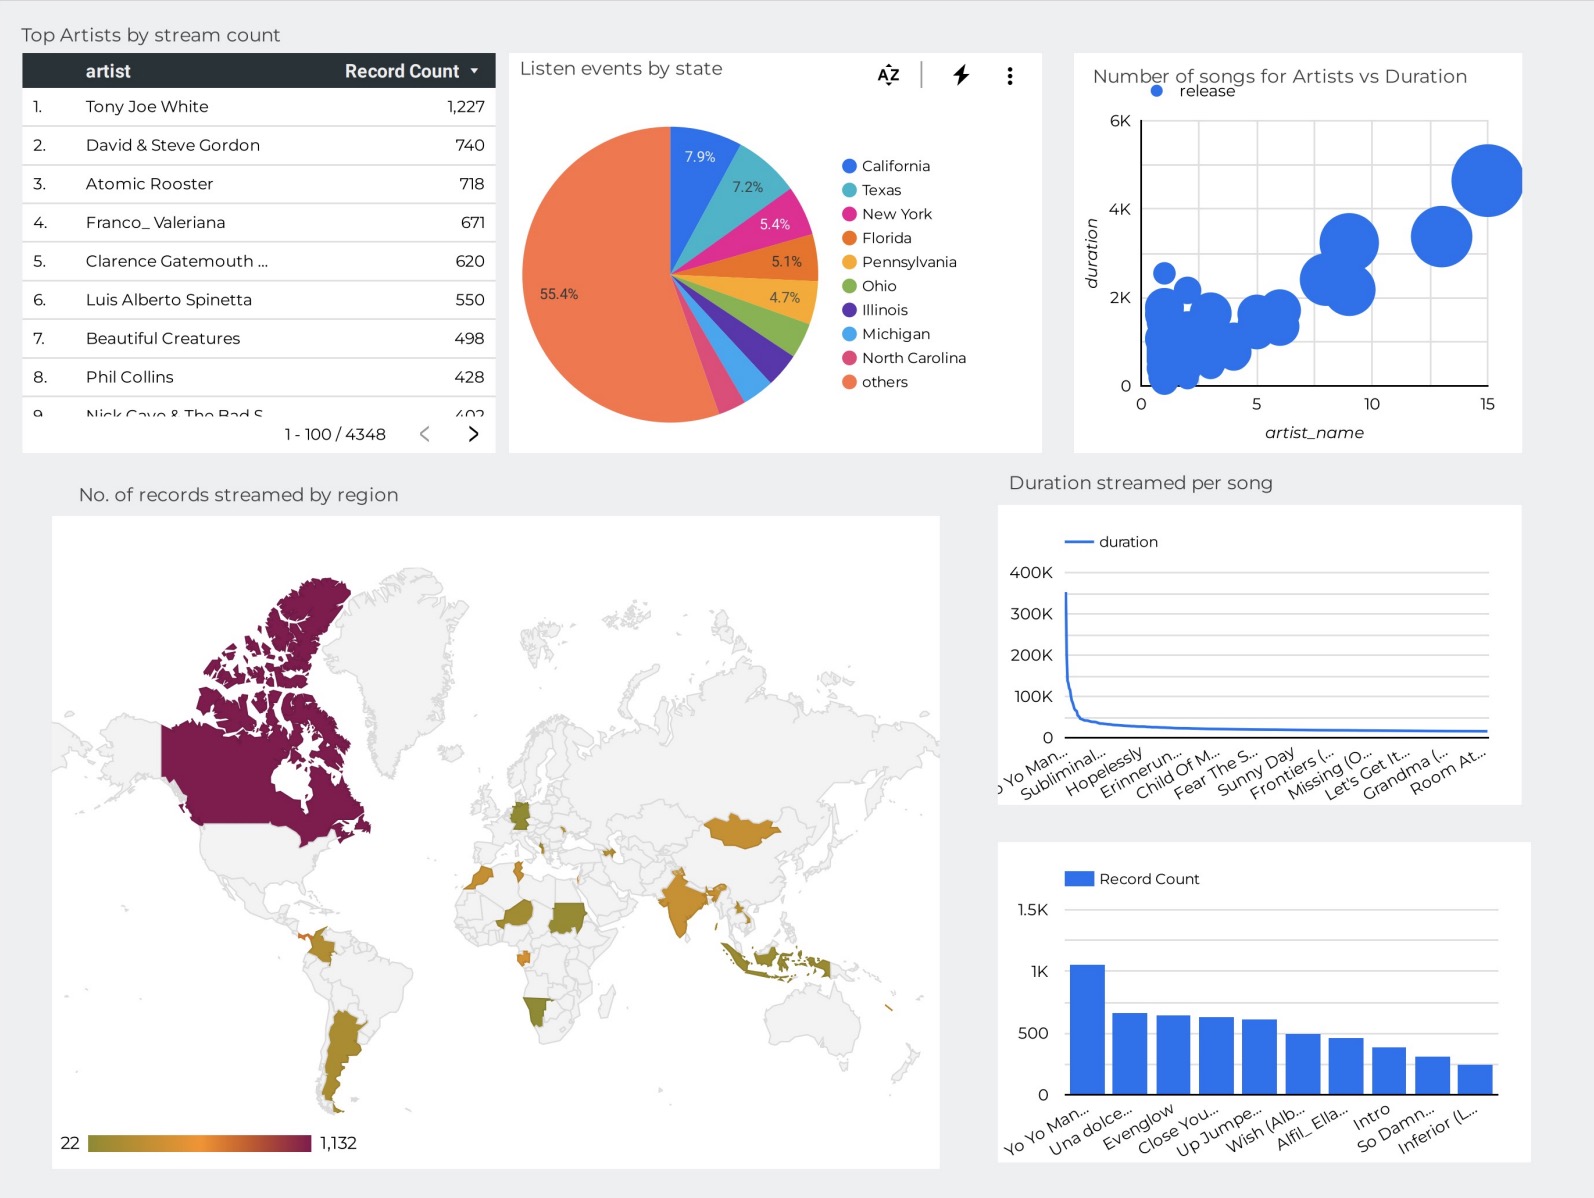 Top Artists by stream count
artist Record Count
1. Tony Joe White 1,227
2. David & Steve Gordon 740
3. Atomic Rooster 718
4. Franco_ Valeriana 671
5. Clarence Gatemouth ... 620
6. Luis Alberto Spinetta 550
7. Beautiful Creatures 498
8. Phil Collins 428
9. Nick Cave & The Bad S... 402
1 - 100 / 4348
Listen events by state
AZ
7.9%
7.2%
5.4%
5.1%
4.7%
55.4%
California
Texas
New York
Florida
Pennsylvania
Ohio
Illinois
Michigan
North Carolina
others
Number of songs for Artists vs Duration
release
6K
4K
2K
0
duration
0 5 10 15
artist_name
No. of records streamed by region
22 1,132
Duration streamed per song
duration
400K
300K
200K
100K
0
Yo Man... Subliminal... Hopelessly Erinnerun... Child Of M... Fear The S... Sunny Day Frontiers (... Missing (O... Let's Get It... Grandma (... Room At...
Record Count
1.5K
1K
500
0
Yo Yo Man... Una dolce... Evenglow Close You... Up Jumpe... Wish (Alb... Alfil_ Ella... Intro So Damn... Inferior (L...